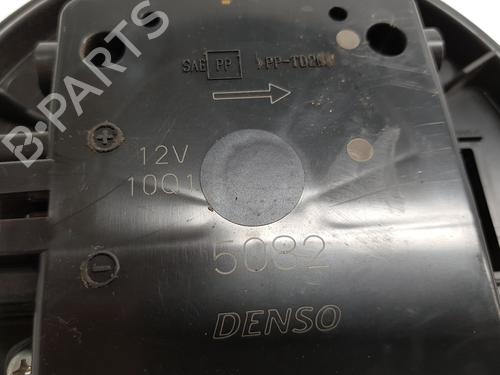 SAE PP >PP-TD20<
12V
10Q1
5082
DENSO
B-PARTS